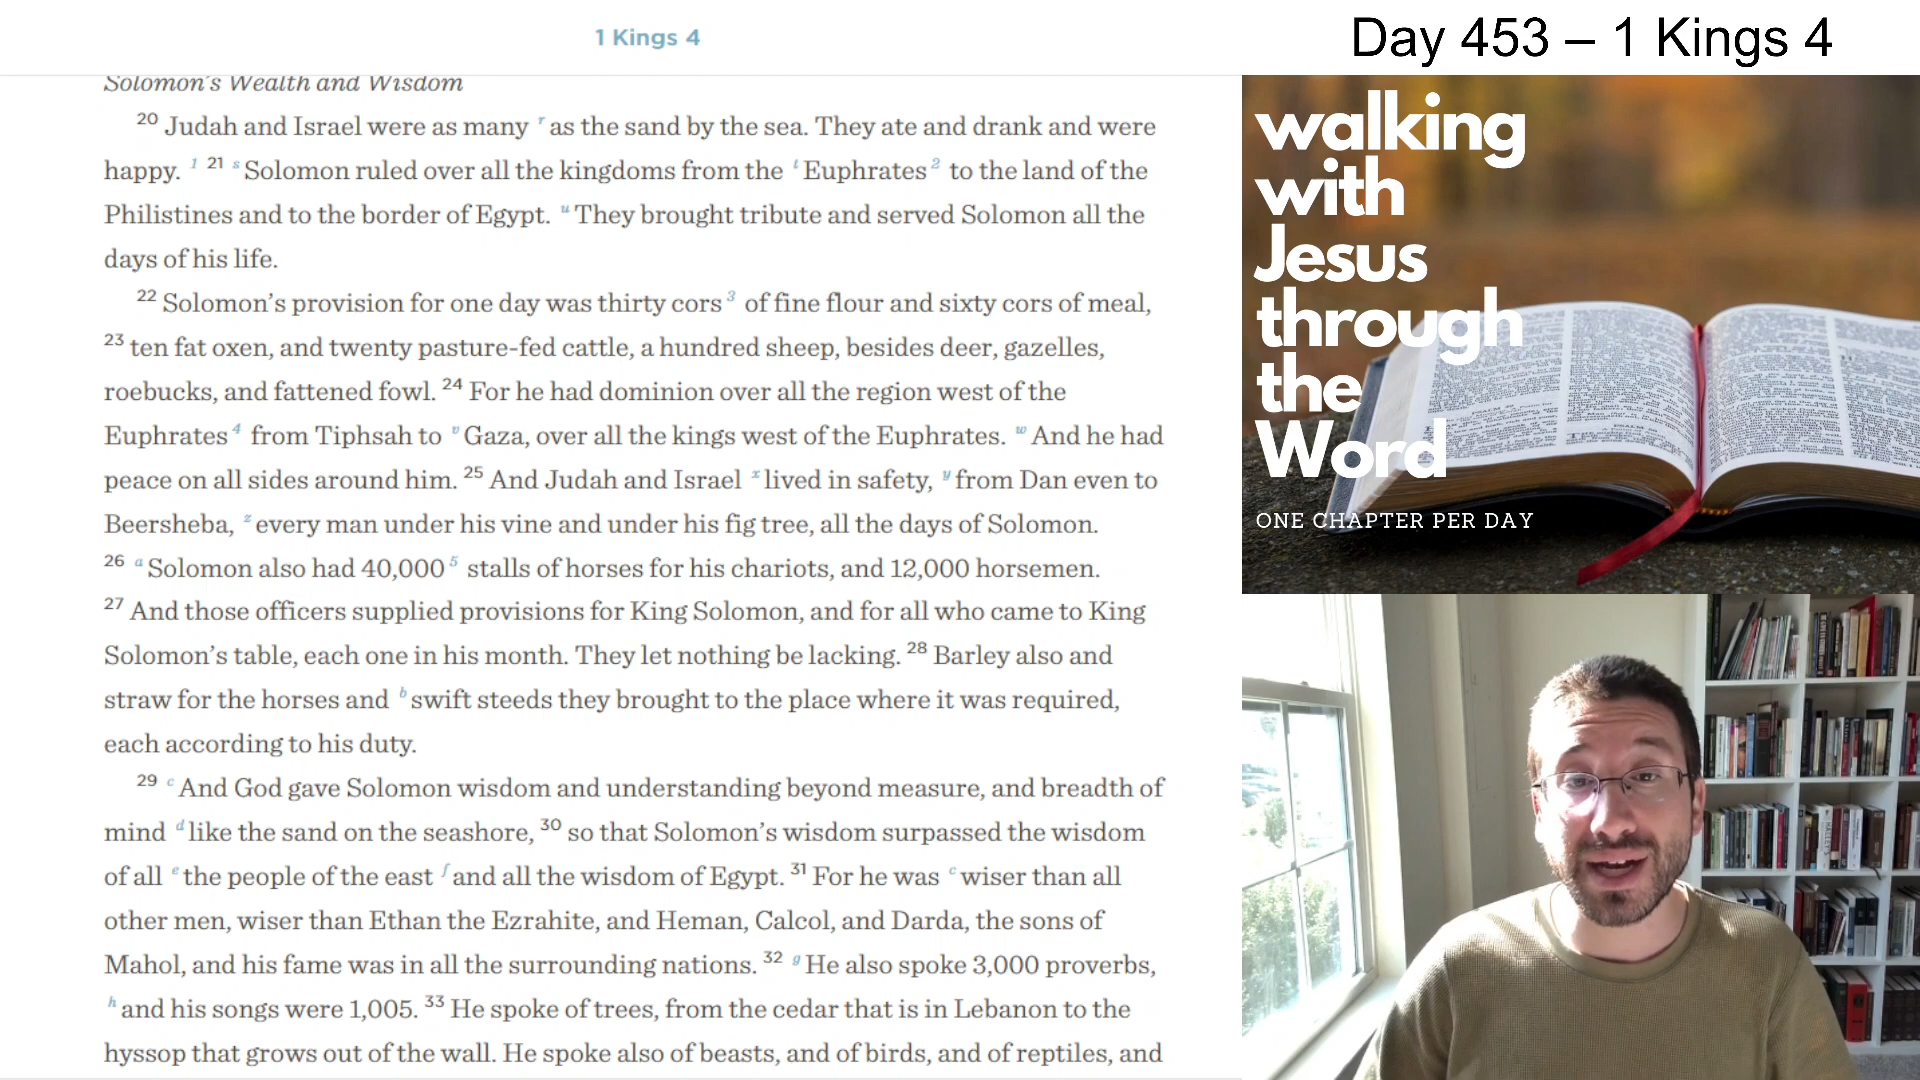 1 Kings 4
Day 453 – 1 Kings 4
Solomon's Wealth and Wisdom
20 Judah and Israel were as many r as the sand by the sea. They ate and drank and were
happy. 1 21 s Solomon ruled over all the kingdoms from the t Euphrates 2 to the land of the
Philistines and to the border of Egypt. u They brought tribute and served Solomon all the
days of his life.
22 Solomon’s provision for one day was thirty cors 3 of fine flour and sixty cors of meal,
23 ten fat oxen, and twenty pasture-fed cattle, a hundred sheep, besides deer, gazelles,
roebucks, and fattened fowl. 24 For he had dominion over all the region west of the
Euphrates 4 from Tiphsah to v Gaza, over all the kings west of the Euphrates. w And he had
peace on all sides around him. 25 And Judah and Israel x lived in safety, y from Dan even to
Beersheba, z every man under his vine and under his fig tree, all the days of Solomon.
26 a Solomon also had 40,000 5 stalls of horses for his chariots, and 12,000 horsemen.
27 And those officers supplied provisions for King Solomon, and for all who came to King
Solomon’s table, each one in his month. They let nothing be lacking. 28 Barley also and
straw for the horses and b swift steeds they brought to the place where it was required,
each according to his duty.
29 c And God gave Solomon wisdom and understanding beyond measure, and breadth of
mind d like the sand on the seashore, 30 so that Solomon’s wisdom surpassed the wisdom
of all e the people of the east f and all the wisdom of Egypt. 31 For he was c wiser than all
other men, wiser than Ethan the Ezrahite, and Heman, Calcol, and Darda, the sons of
Mahol, and his fame was in all the surrounding nations. 32 g He also spoke 3,000 proverbs,
h and his songs were 1,005. 33 He spoke of trees, from the cedar that is in Lebanon to the
hyssop that grows out of the wall. He spoke also of beasts, and of birds, and of reptiles, and
walking
with
Jesus
through
the
Word
ONE CHAPTER PER DAY